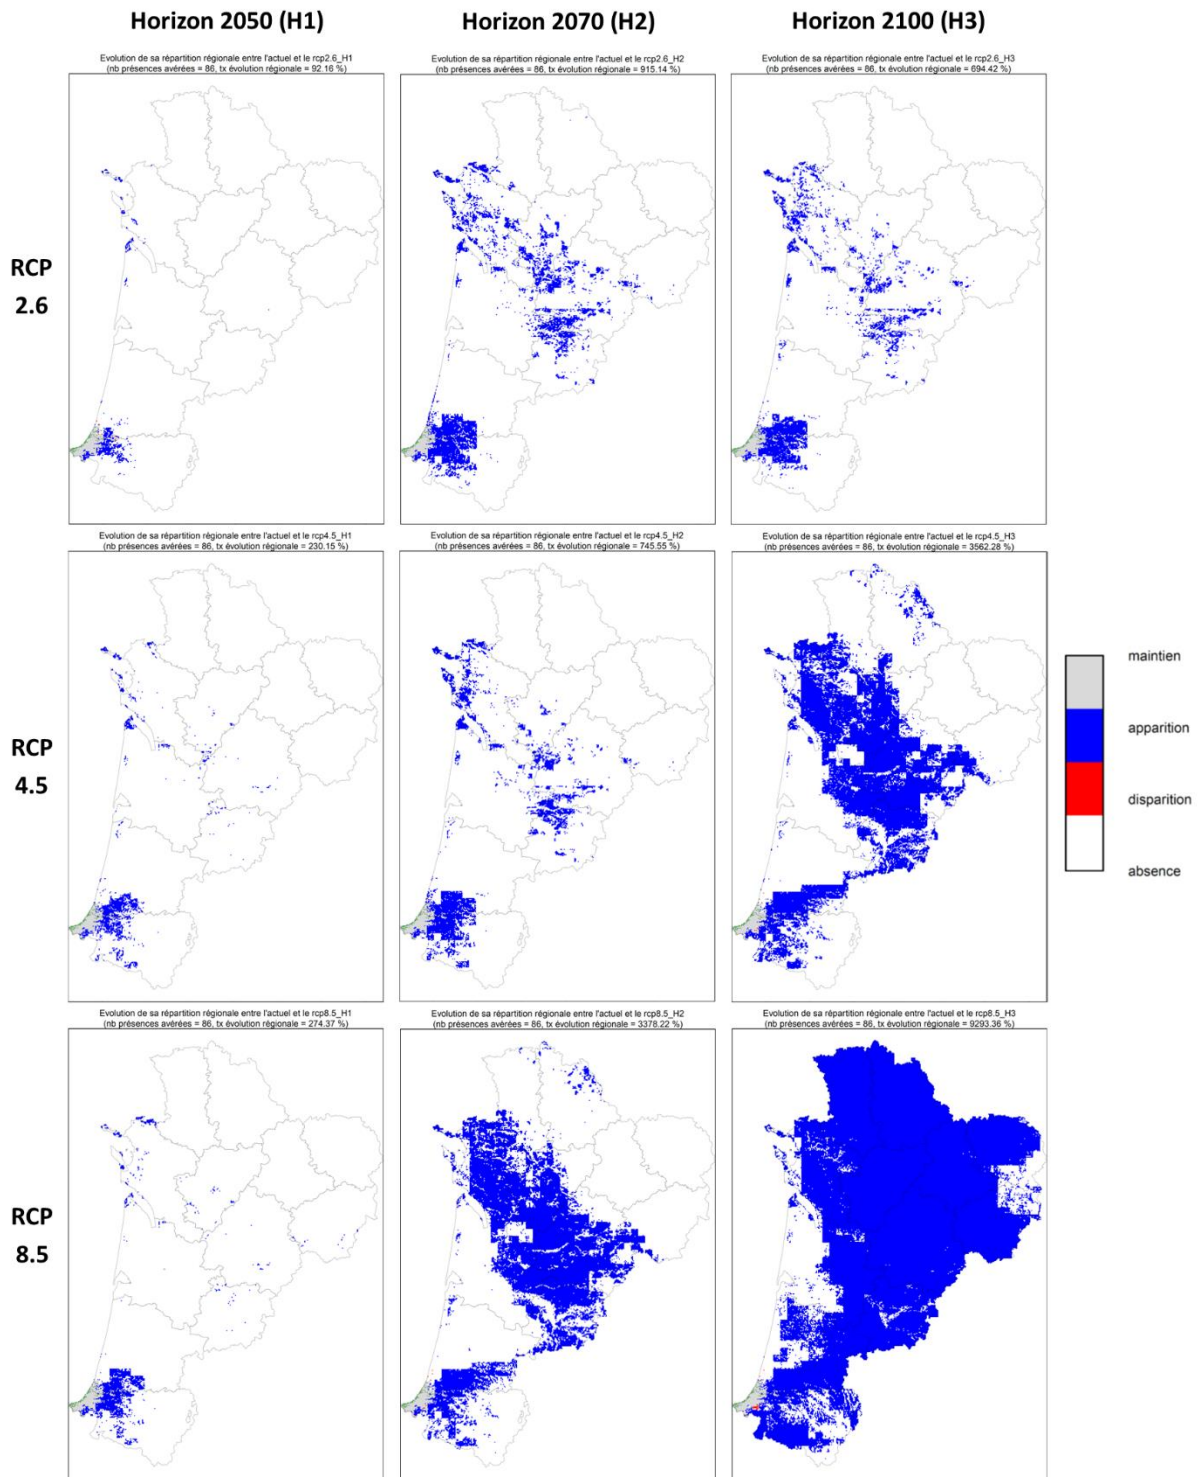 Horizon 2050 (H1)
Horizon 2070 (H2)
Horizon 2100 (H3)
Evolution de sa répartition régionale entre l'actuel et le rcp2.6_H1
(nb présences avérées = 86, tx évolution régionale = 92.16 %)
Evolution de sa répartition régionale entre l'actuel et le rcp2.6_H2
(nb présences avérées = 86, tx évolution régionale = 915.14 %)
Evolution de sa répartition régionale entre l'actuel et le rcp2.6_H3
(nb présences avérées = 86, tx évolution régionale = 694.42 %)
RCP
2.6
Evolution de sa répartition régionale entre l'actuel et le rcp4.5_H1
(nb présences avérées = 86, tx évolution régionale = 230.15 %)
Evolution de sa répartition régionale entre l'actuel et le rcp4.5_H2
(nb présences avérées = 86, tx évolution régionale = 745.55 %)
Evolution de sa répartition régionale entre l'actuel et le rcp4.5_H3
(nb présences avérées = 86, tx évolution régionale = 3562.28 %)
RCP
4.5
maintien
apparition
disparition
absence
Evolution de sa répartition régionale entre l'actuel et le rcp8.5_H1
(nb présences avérées = 86, tx évolution régionale = 274.37 %)
Evolution de sa répartition régionale entre l'actuel et le rcp8.5_H2
(nb présences avérées = 86, tx évolution régionale = 3378.22 %)
Evolution de sa répartition régionale entre l'actuel et le rcp8.5_H3
(nb présences avérées = 86, tx évolution régionale = 9293.36 %)
RCP
8.5